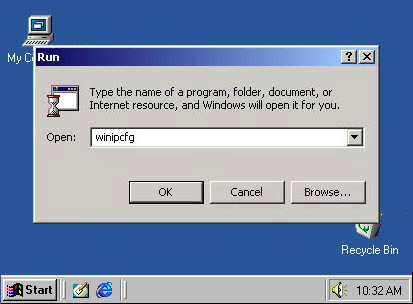 My Co
Run
Type the name of a program, folder, document, or
Internet resource, and Windows will open it for you.
Open: winipcfg
OK Cancel Browse...
Recycle Bin
Start 10:32 AM